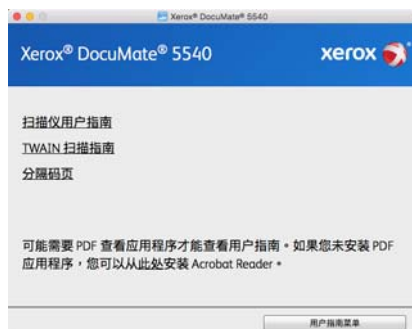 Xerox® DocuMate® 5540
Xerox® DocuMate® 5540
xerox
扫描仪用户指南
TWAIN 扫描指南
分隔码页
可能需要 PDF 查看应用程序才能查看用户指南。如果您未安装 PDF
应用程序，您可以从此处安装 Acrobat Reader。
用户指南菜单